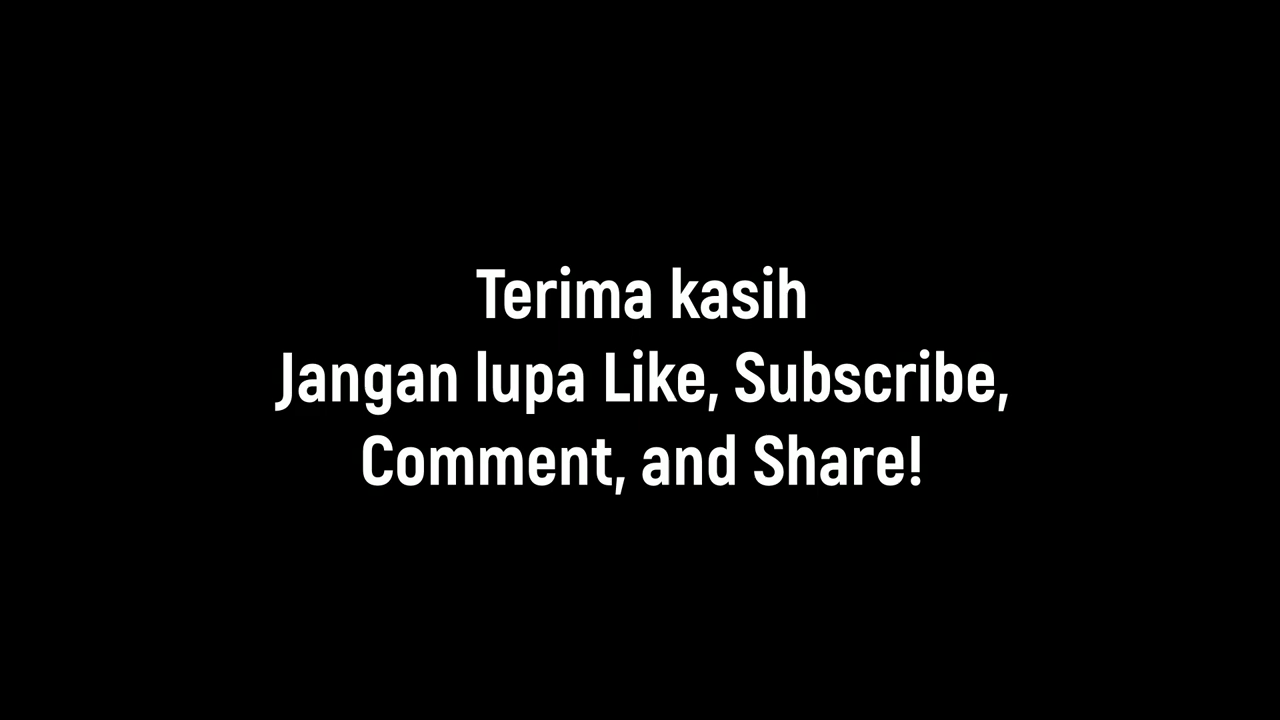 Terima kasih
Jangan lupa Like, Subscribe,
Comment, and Share!